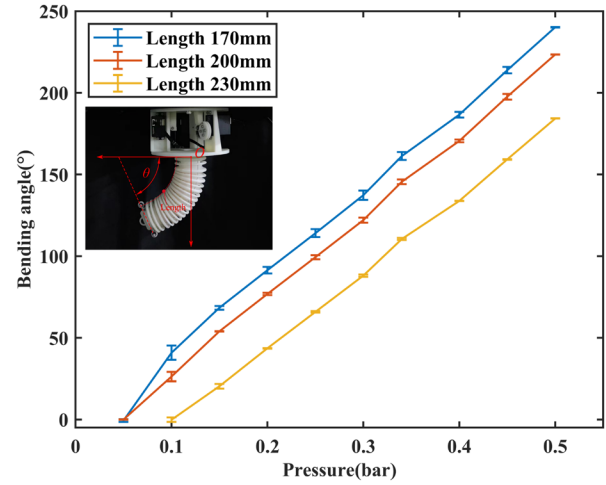 250
200
150
100
50
0
Bending angle(°)
Length 170mm
Length 200mm
Length 230mm
O
θ
Length
0
0.1
0.2
0.3
0.4
0.5
Pressure(bar)